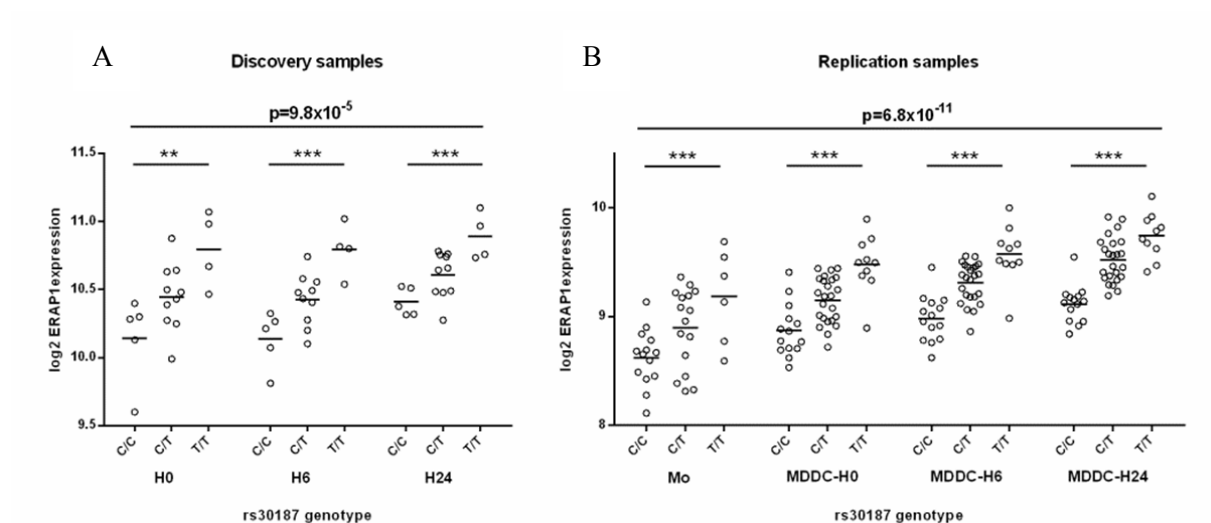 A
Discovery samples
p=9.8x10-5
** *** ***
11.5
11.0
10.5
10.0
9.5
log2 ERAP1expression
C/C C/T T/T C/C C/T T/T C/C C/T T/T
H0 H6 H24
rs30187 genotype
B
Replication samples
p=6.8x10-11
*** *** *** ***
10
9
8
log2 ERAP1expression
C/C C/T T/T C/C C/T T/T C/C C/T T/T C/C C/T T/T
Mo MDDC-H0 MDDC-H6 MDDC-H24
rs30187 genotype